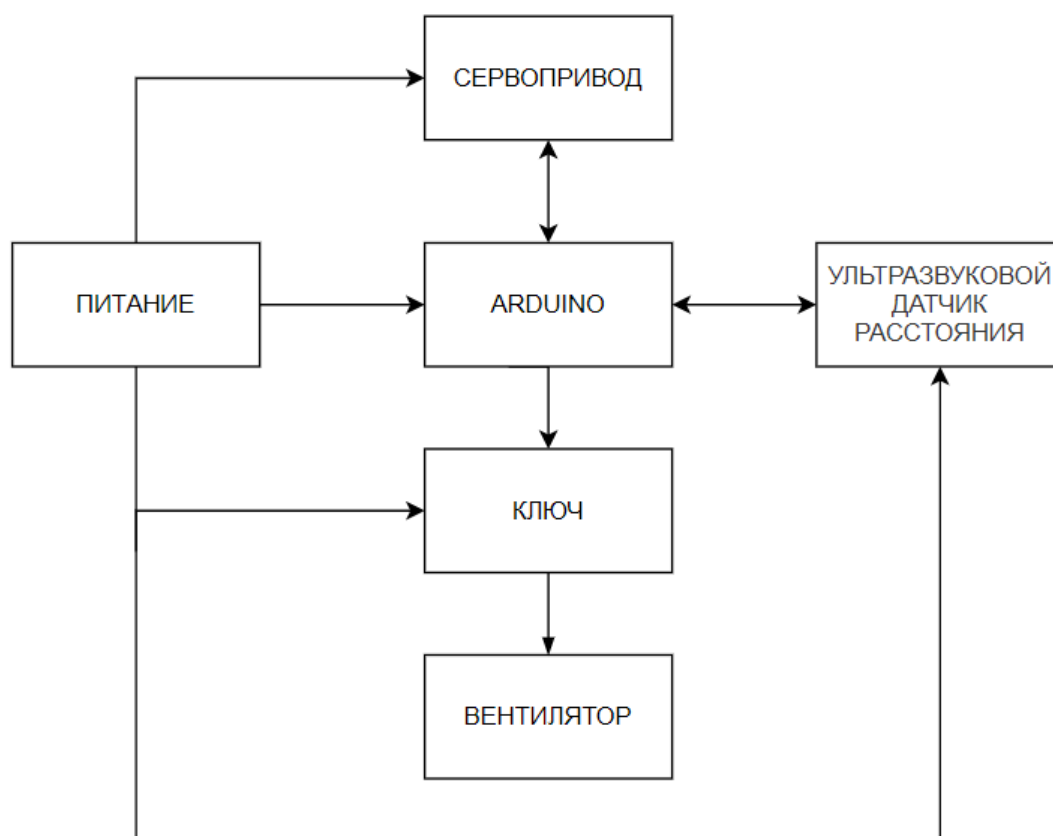 СЕРВОПРИВОД
ПИТАНИЕ
ARDUINO
УЛЬТРАЗВУКОВОЙ
ДАТЧИК
РАССТОЯНИЯ
КЛЮЧ
ВЕНТИЛЯТОР